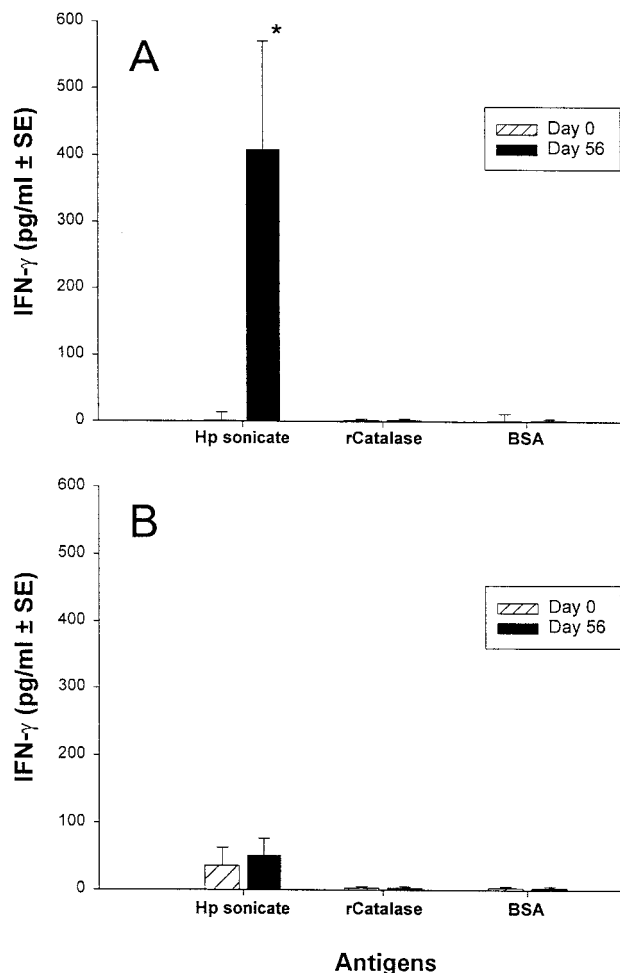 A
*
IFN-γ (pg/ml ± SE)
600
500
400
300
200
100
0
Day 0
Day 56
Hp sonicate
rCatalase
BSA
B
IFN-γ (pg/ml ± SE)
600
500
400
300
200
100
0
Day 0
Day 56
Hp sonicate
rCatalase
BSA
Antigens